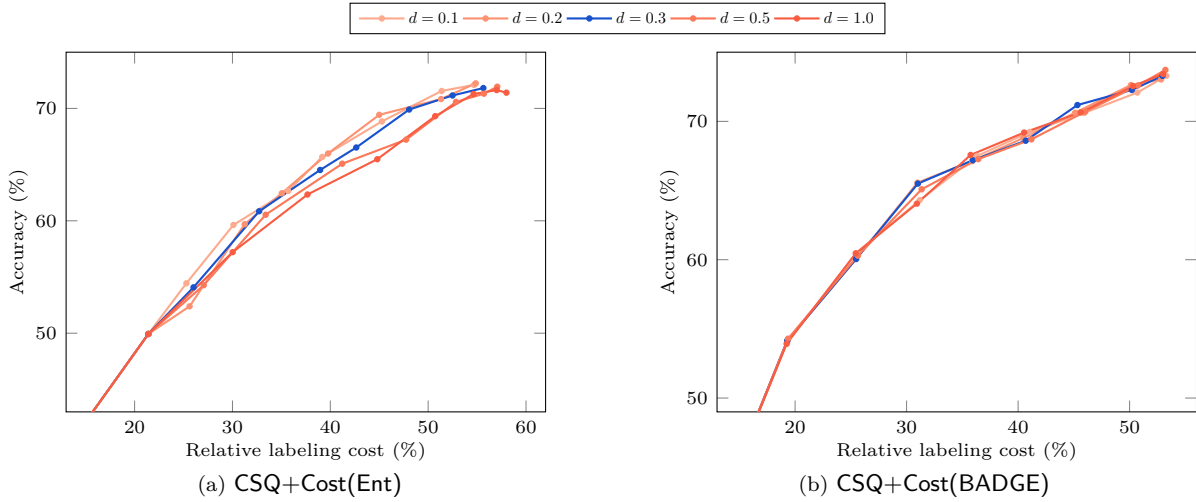 d = 0.1 d = 0.2 d = 0.3 d = 0.5 d = 1.0
70
60
50
Accuracy (%)
20 30 40 50 60
Relative labeling cost (%)
(a) CSQ+Cost(Ent)
70
60
50
Accuracy (%)
20 30 40 50
Relative labeling cost (%)
(b) CSQ+Cost(BADGE)